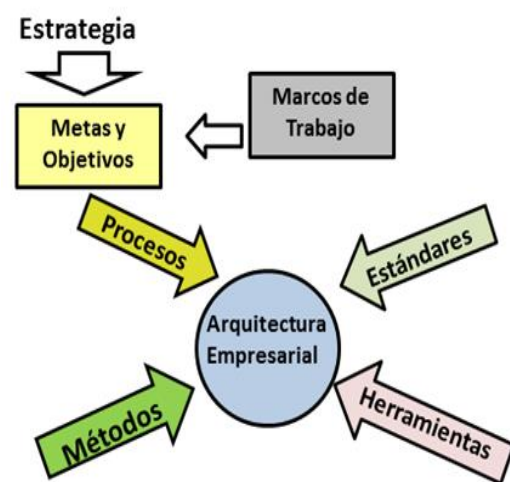 Estrategia
Marcos de
Trabajo
Metas y
Objetivos
Procesos
Estándares
Arquitectura
Empresarial
Métodos
Herramientas